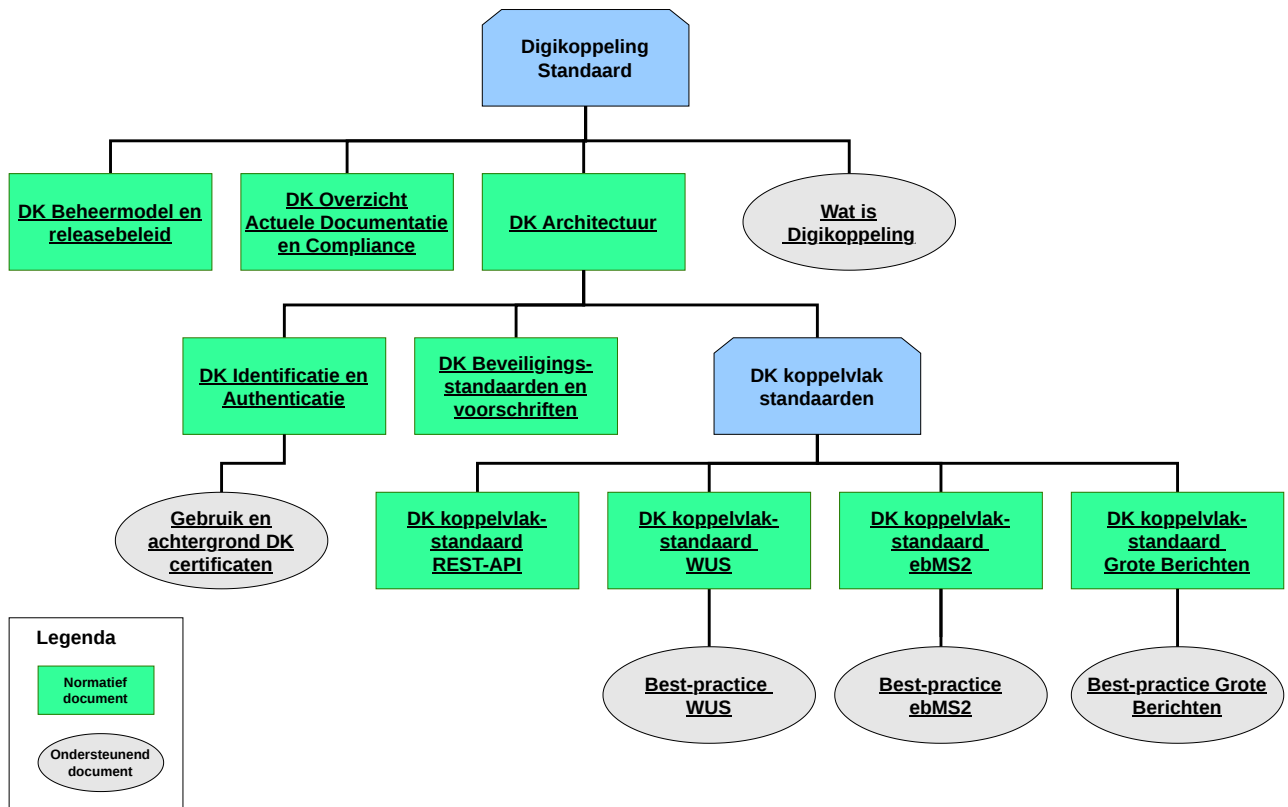 Digikoppeling
Standaard
DK Beheermodel en
releasebeleid
DK Overzicht
Actuele Documentatie
en Compliance
DK Architectuur
Wat is
Digikoppeling
DK Identificatie en
Authenticatie
DK Beveiligings-
standaarden en
voorschriften
DK koppelvlak
standaarden
Gebruik en
achtergrond DK
certificaten
DK koppelvlak-
standaard
REST-API
DK koppelvlak-
standaard
WUS
DK koppelvlak-
standaard
ebMS2
DK koppelvlak-
standaard
Grote Berichten
Best-practice
WUS
Best-practice
ebMS2
Best-practice Grote
Berichten
Legenda
Normatief
document
Ondersteunend
document